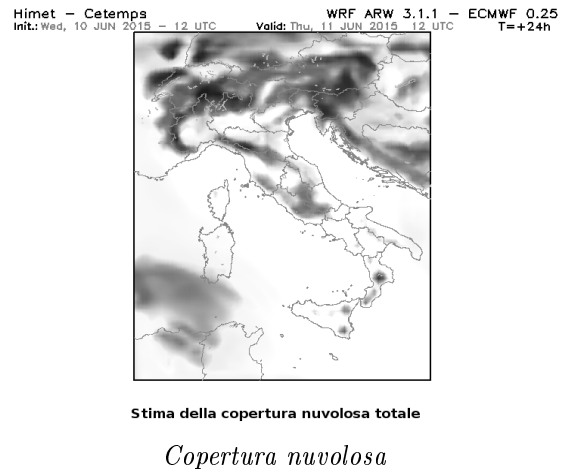 Himet – Cetemps WRF ARW 3.1.1 – ECMWF 0.25
Init.: Wed, 10 JUN 2015 – 12 UTC Valid: Thu, 11 JUN 2015 12 UTC T=+24h
Stima della copertura nuvolosa totale
Copertura nuvolosa